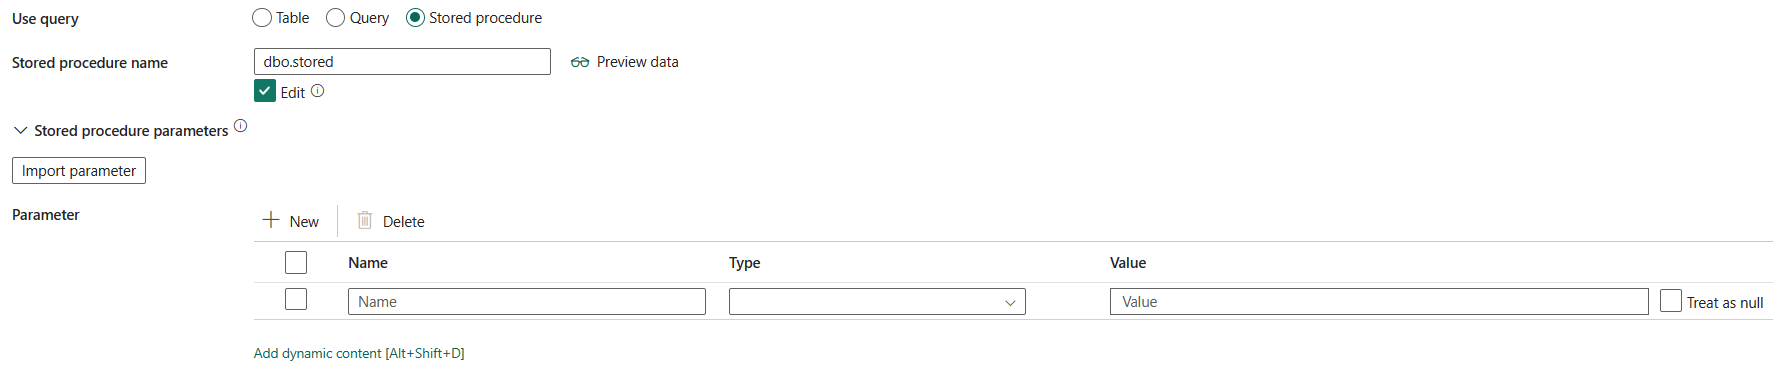 Use query Table Query Stored procedure
Stored procedure name dbo.stored Preview data
Edit
Stored procedure parameters
Import parameter
Parameter New Delete
Name Type Value
Name Value Treat as null
Add dynamic content [Alt+Shift+D]